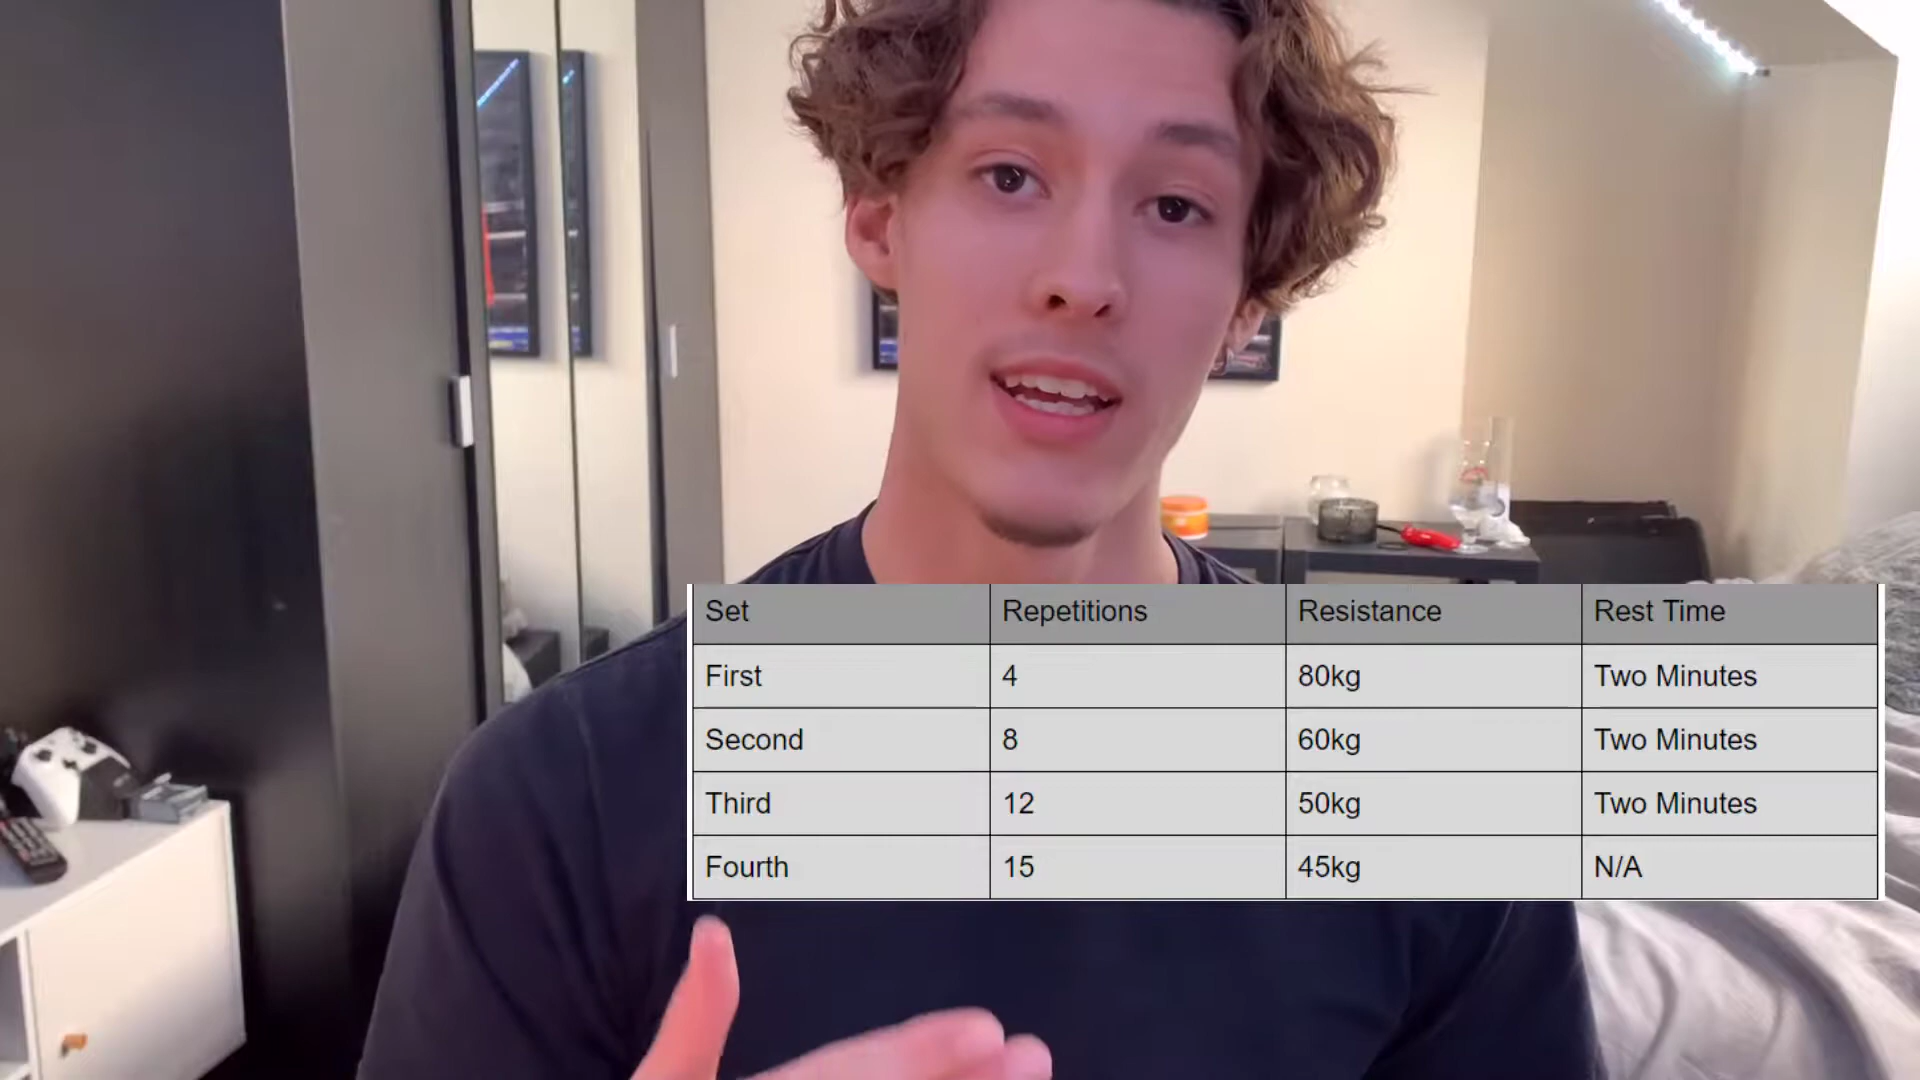 Set Repetitions Resistance Rest Time
First 4 80kg Two Minutes
Second 8 60kg Two Minutes
Third 12 50kg Two Minutes
Fourth 15 45kg N/A